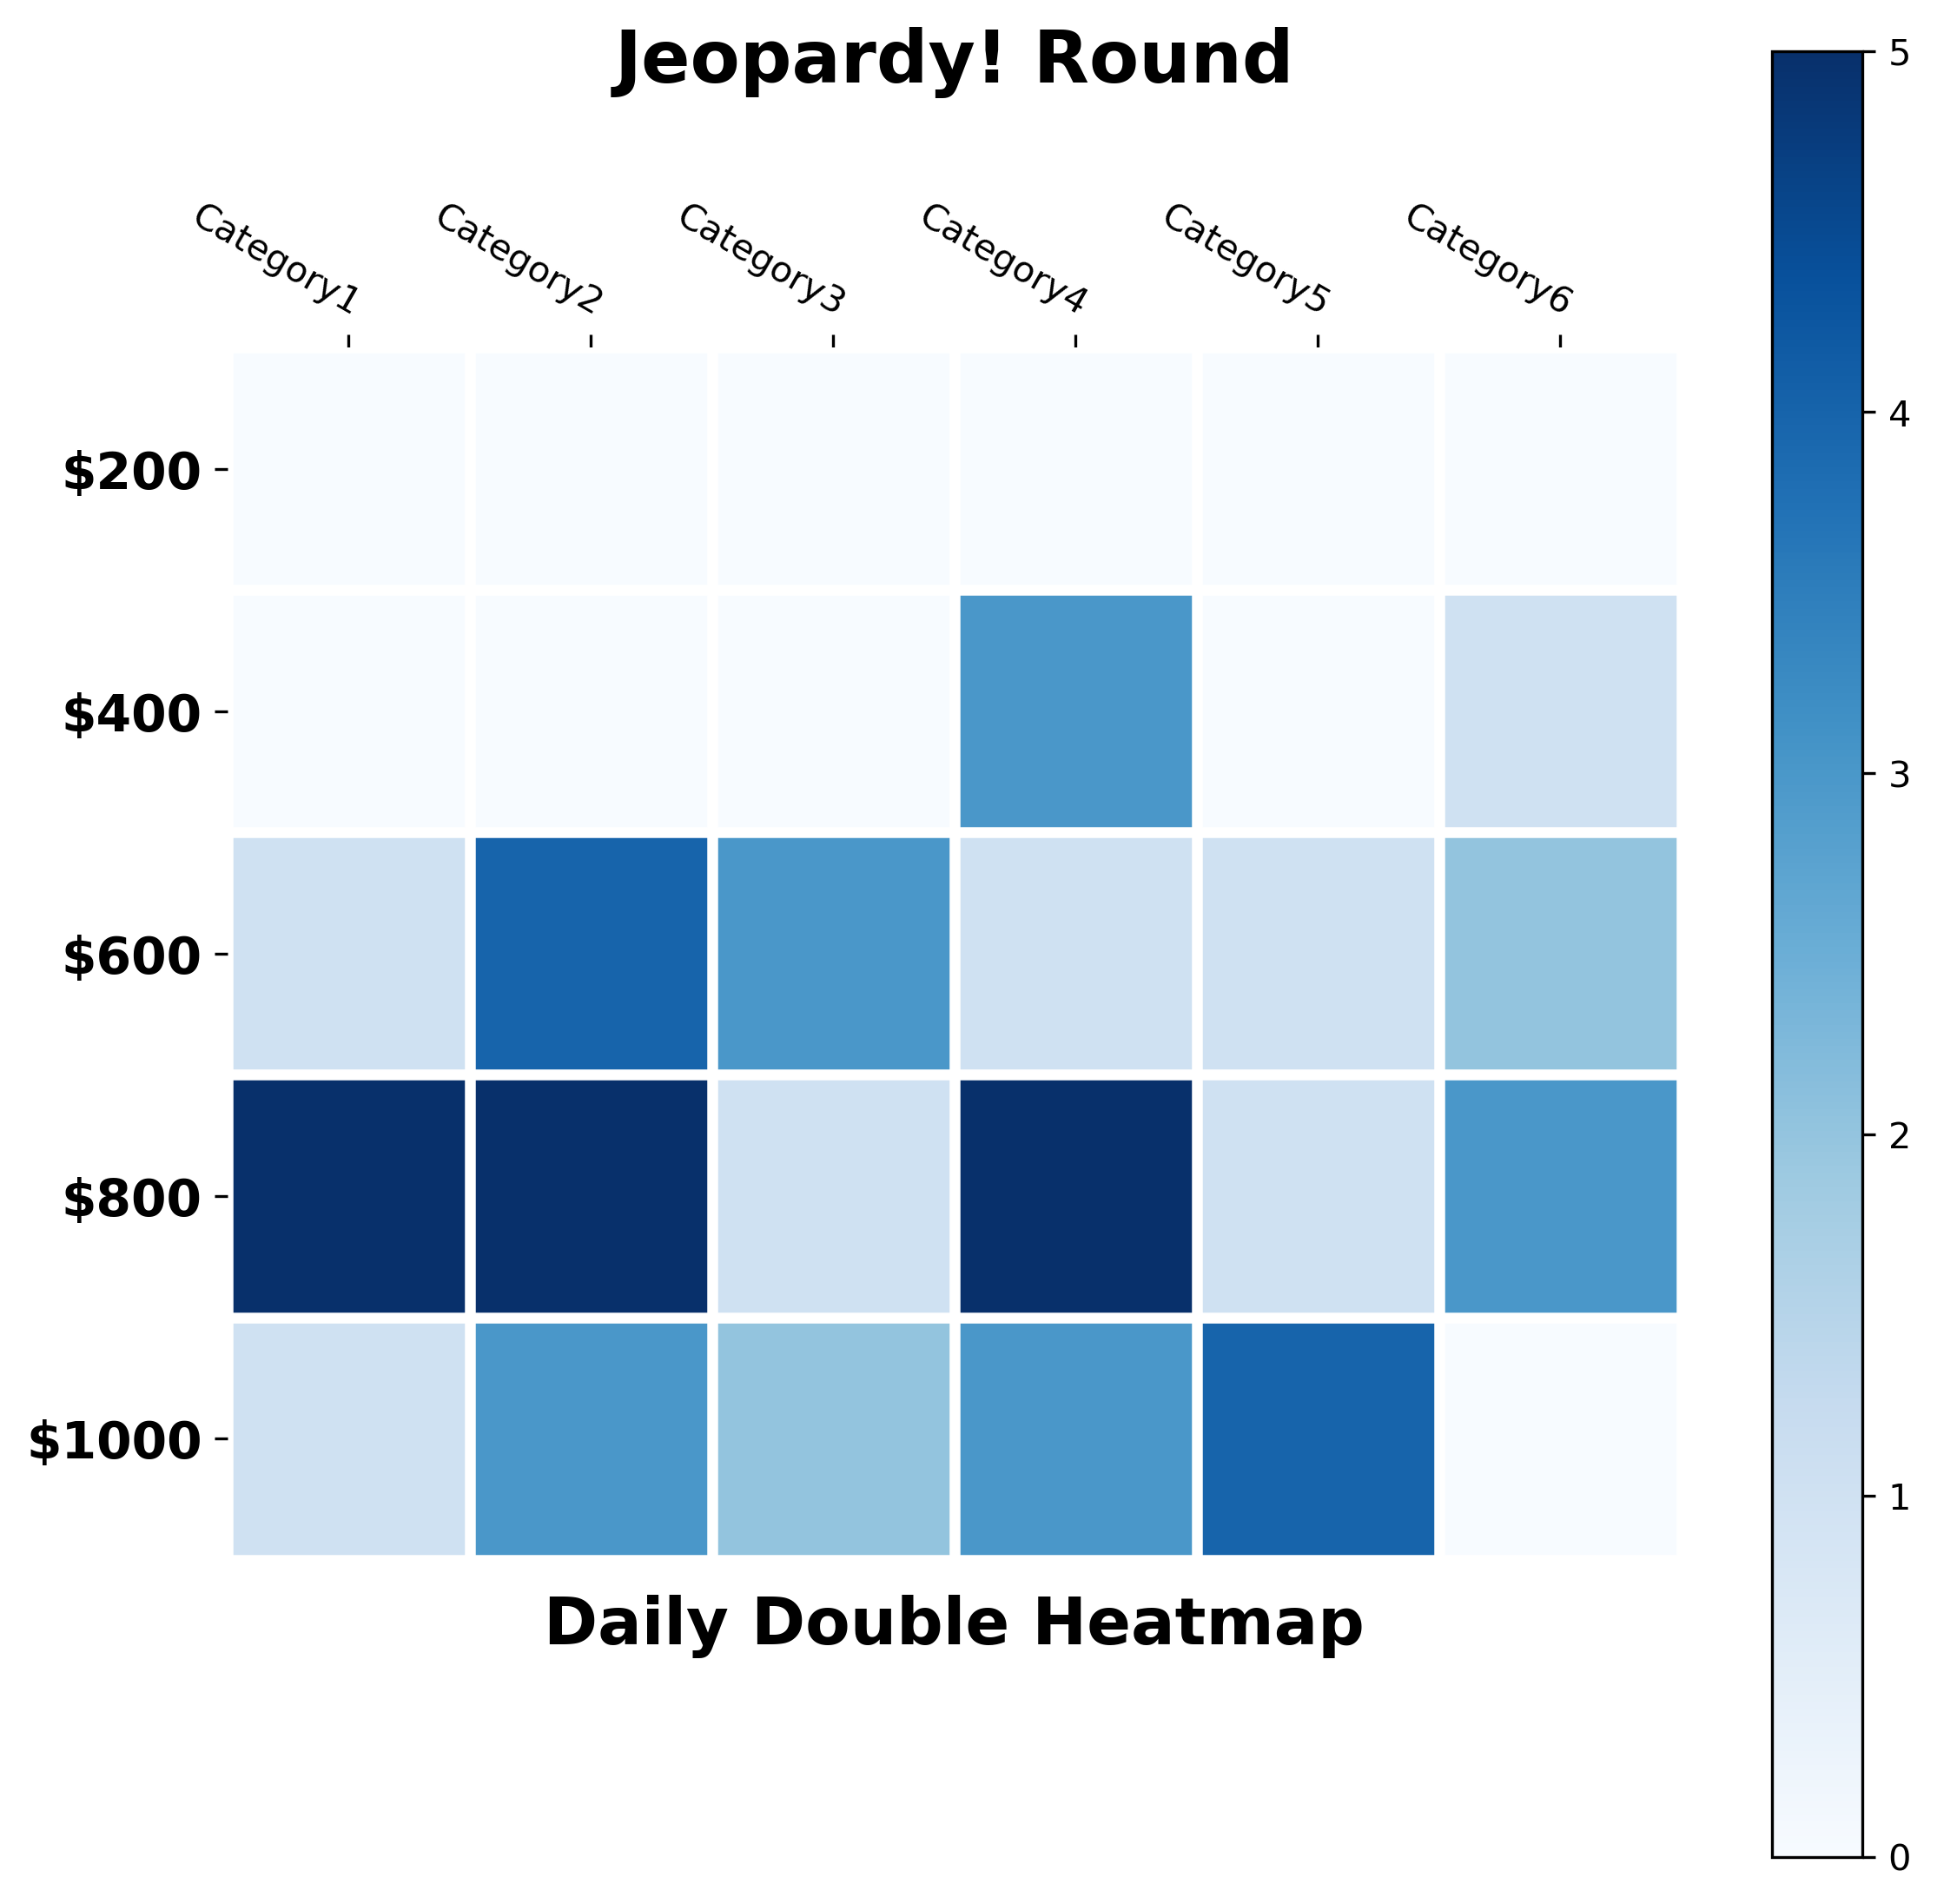 Jeopardy! Round
Category1
Category2
Category3
Category4
Category5
Category6
$200
$400
$600
$800
$1000
Daily Double Heatmap
5
4
3
2
1
0